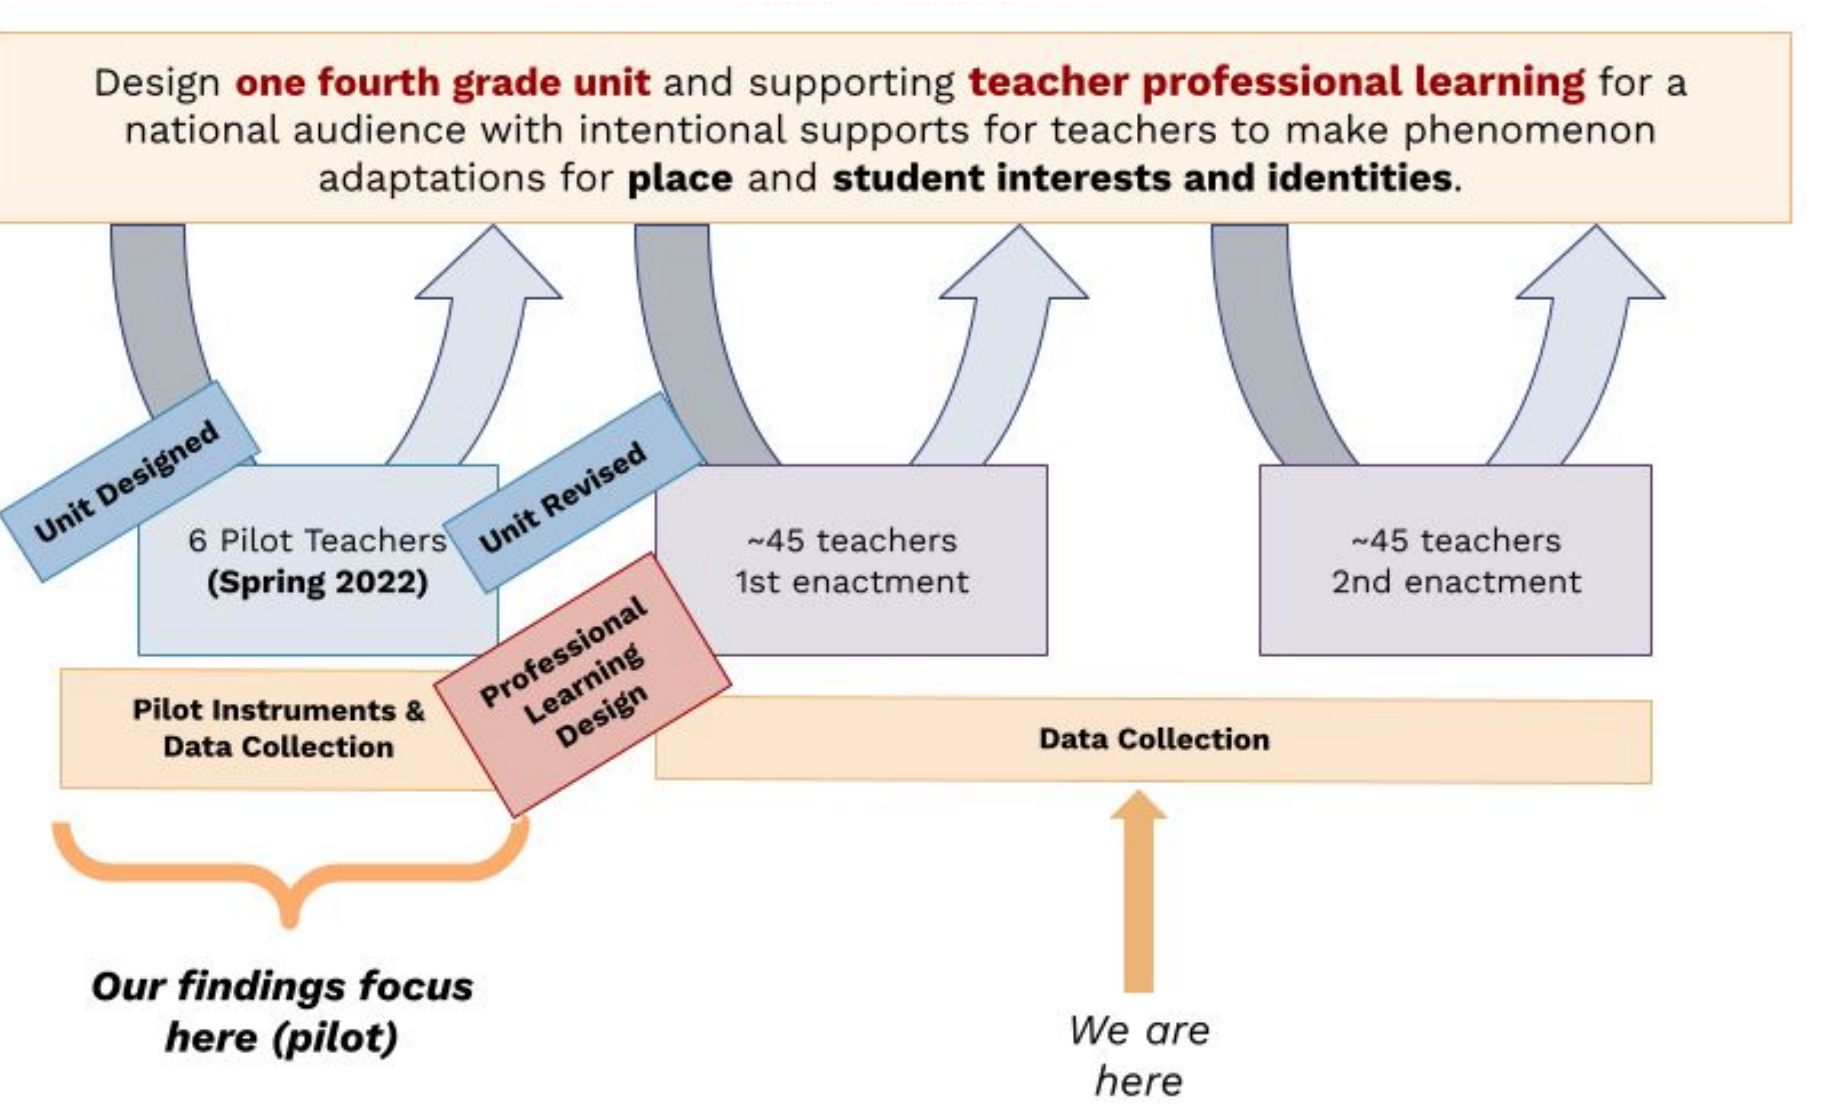 Design one fourth grade unit and supporting teacher professional learning for a
national audience with intentional supports for teachers to make phenomenon
adaptations for place and student interests and identities.
Unit Designed
6 Pilot Teachers
(Spring 2022)
Unit Revised
~45 teachers
1st enactment
~45 teachers
2nd enactment
Pilot Instruments &
Data Collection
Professional
Learning
Design
Data Collection
Our findings focus
here (pilot)
We are
here